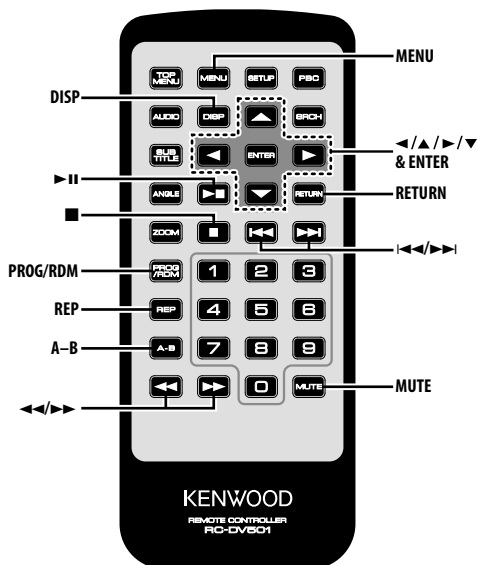 MENU
TOP MENU
MENU
SETUP
PBC
DISP
AUDIO
DISP
SRCH
SUB TITLE
ENTER
◄/▲/►/▼
& ENTER
►II
ANGLE
RETURN
RETURN
■
ZOOM
|◄◄/►►|
PROG/RDM
PROG /RDM
1 2 3
REP
REP
4 5 6
A–B
A-B
7 8 9
0
MUTE
MUTE
◄◄/►►
KENWOOD
REMOTE CONTROLLER
RC-DV501